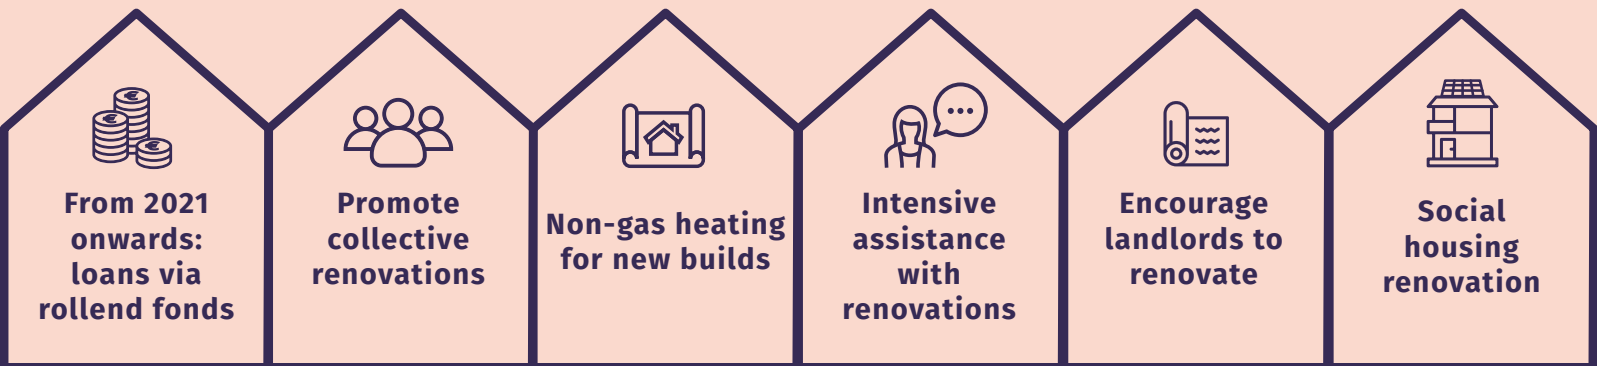 From 2021
onwards:
loans via
rollend fonds
Promote
collective
renovations
Non-gas heating
for new builds
Intensive
assistance
with
renovations
Encourage
landlords to
renovate
Social
housing
renovation